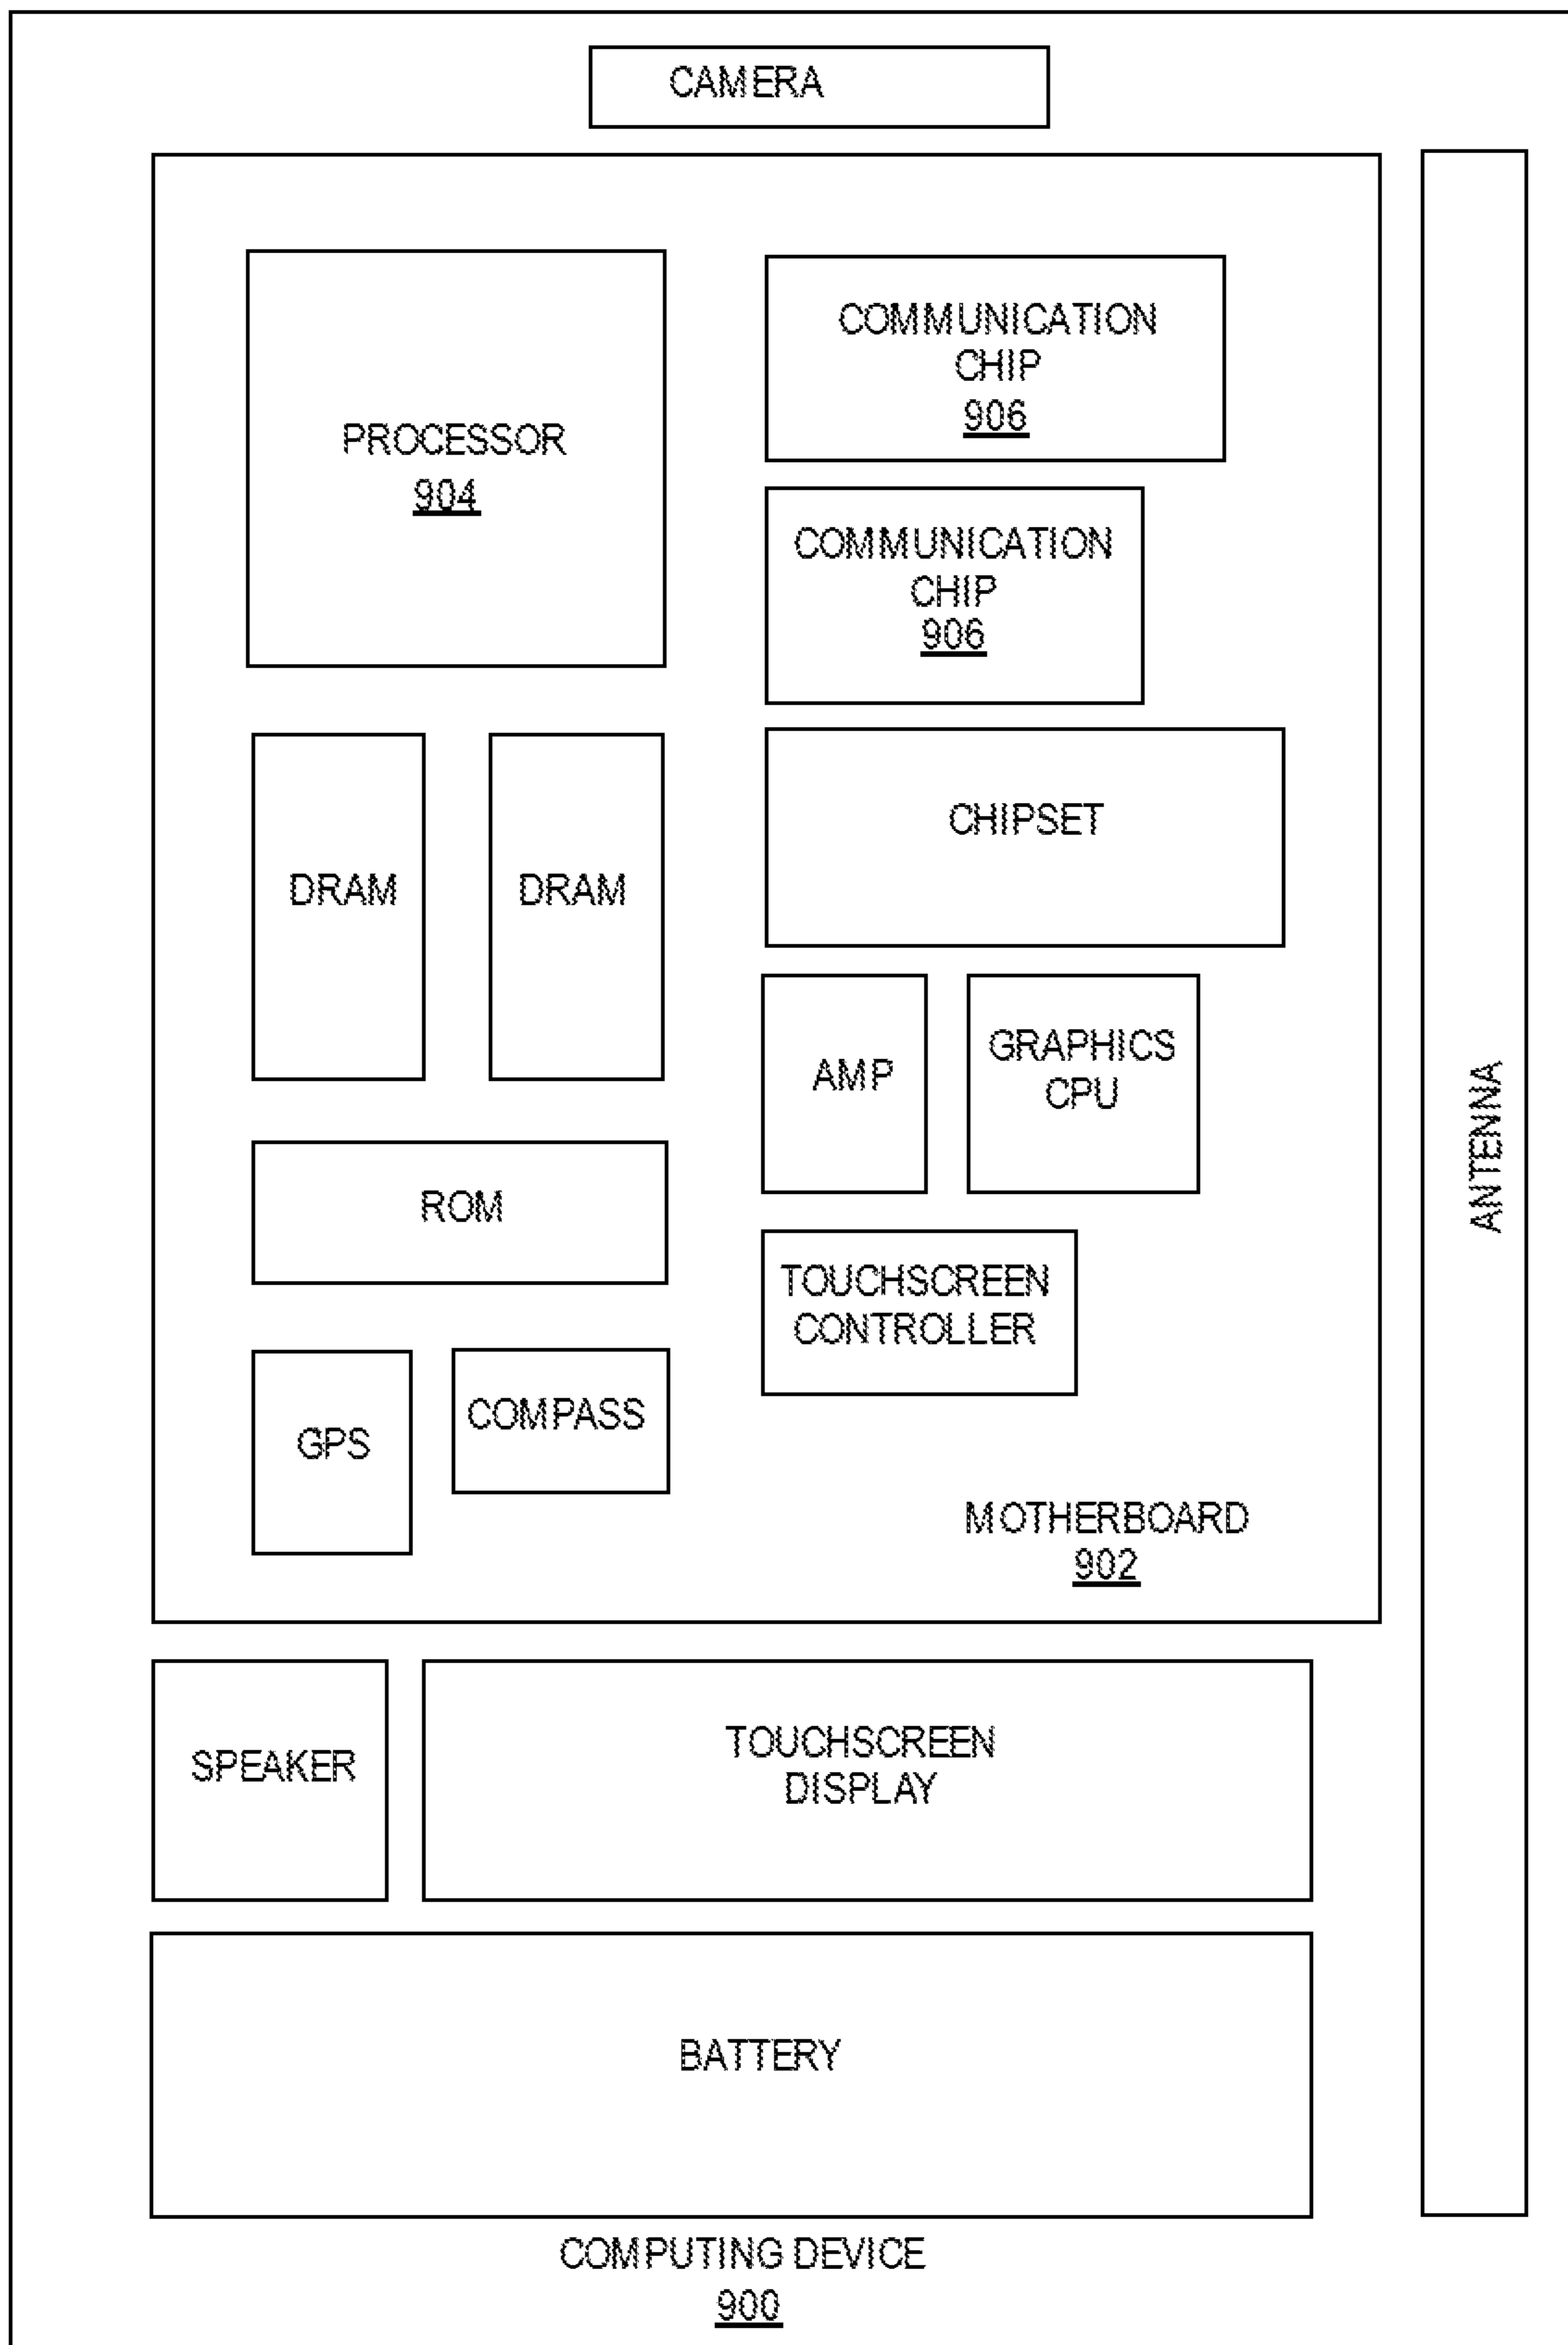 CAMERA
PROCESSOR
904
COMMUNICATION
CHIP
906
COMMUNICATION
CHIP
906
DRAM
DRAM
CHIPSET
AMP
GRAPHICS
CPU
ROM
TOUCHSCREEN
CONTROLLER
GPS
COMPASS
MOTHERBOARD
902
ANTENNA
SPEAKER
TOUCHSCREEN
DISPLAY
BATTERY
COMPUTING DEVICE
900